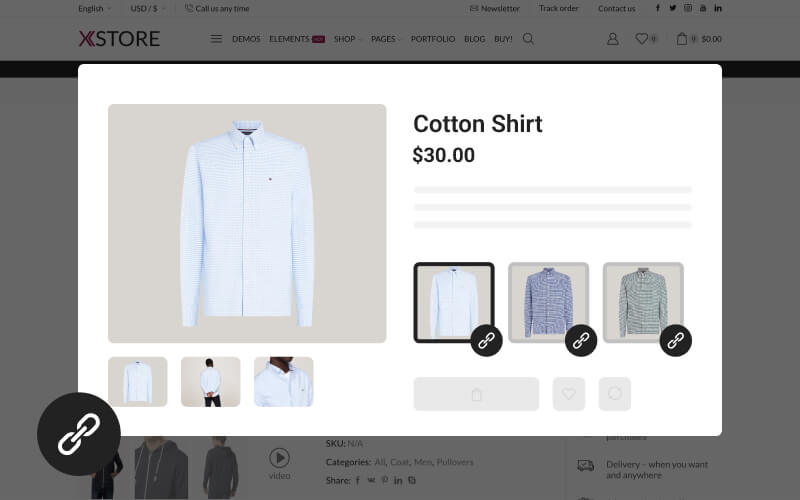 English USD / $ Call us any time Newsletter Track order Contact us
XSTORE DEMOS ELEMENTS HOT SHOP PAGES PORTFOLIO BLOG BUY! 0 0 $0.00
Cotton Shirt
$30.00
purchases
SKU: N/A
video
Categories: All, Coat, Men, Pullovers
Share:
Delivery – when you want
and anywhere